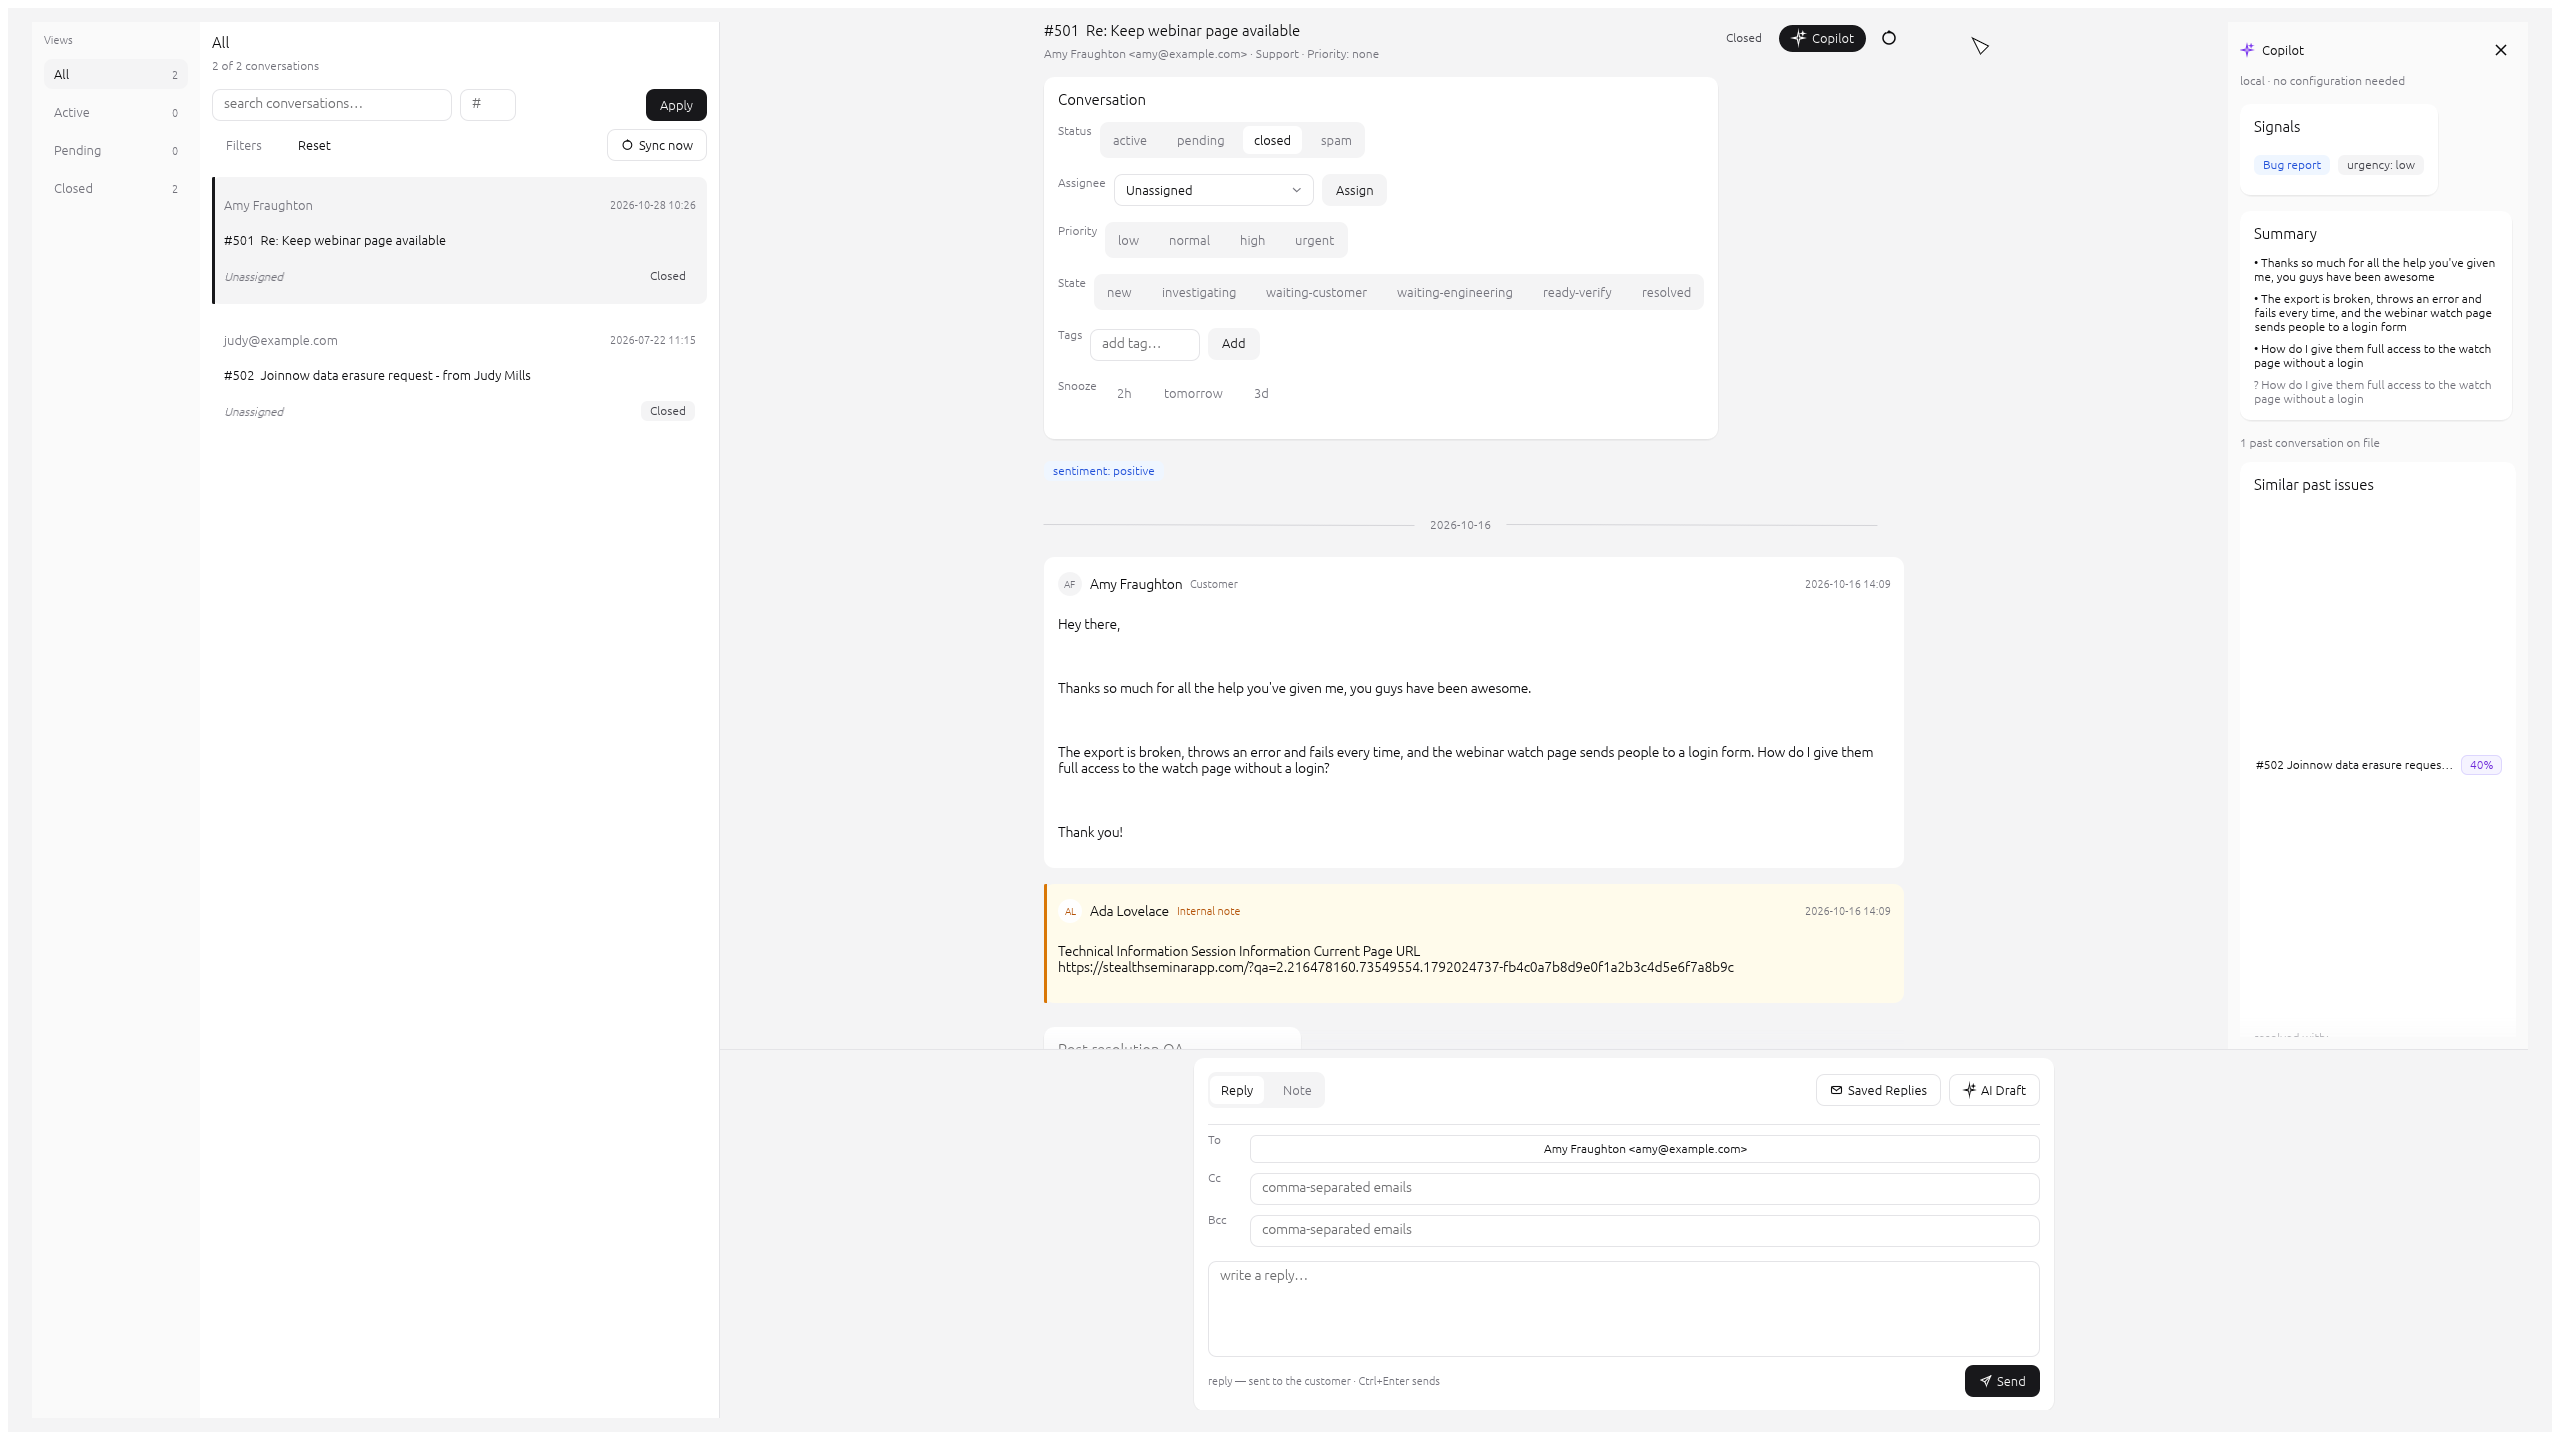 Views
All 2
Active 0
Pending 0
Closed 2
All
2 of 2 conversations
search conversations…
#
Apply
Filters
Reset
Sync now
Amy Fraughton 2026-10-28 10:26
#501 Re: Keep webinar page available
Unassigned Closed
judy@example.com 2026-07-22 11:15
#502 Joinnow data erasure request - from Judy Mills
Unassigned Closed
#501 Re: Keep webinar page available
Amy Fraughton <amy@example.com> · Support · Priority: none
Closed
Copilot
Conversation
Status active pending closed spam
Assignee Unassigned Assign
Priority low normal high urgent
State new investigating waiting-customer waiting-engineering ready-verify resolved
Tags add tag… Add
Snooze 2h tomorrow 3d
sentiment: positive
2026-10-16
AF Amy Fraughton Customer 2026-10-16 14:09
Hey there,
Thanks so much for all the help you've given me, you guys have been awesome.
The export is broken, throws an error and fails every time, and the webinar watch page sends people to a login form. How do I give them
full access to the watch page without a login?
Thank you!
AL Ada Lovelace Internal note 2026-10-16 14:09
Technical Information Session Information Current Page URL
https://stealthseminarapp.com/?qa=2.216478160.73549554.1792024737-fb4c0a7b8d9e0f1a2b3c4d5e6f7a8b9c
Post-resolution QA
Reply
Note
Saved Replies
AI Draft
To Amy Fraughton <amy@example.com>
Cc comma-separated emails
Bcc comma-separated emails
write a reply…
reply — sent to the customer · Ctrl+Enter sends
Send
Copilot
local · no configuration needed
Signals
Bug report urgency: low
Summary
• Thanks so much for all the help you've given
me, you guys have been awesome
• The export is broken, throws an error and
fails every time, and the webinar watch page
sends people to a login form
• How do I give them full access to the watch
page without a login
? How do I give them full access to the watch
page without a login
1 past conversation on file
Similar past issues
#502 Joinnow data erasure reques… 40%